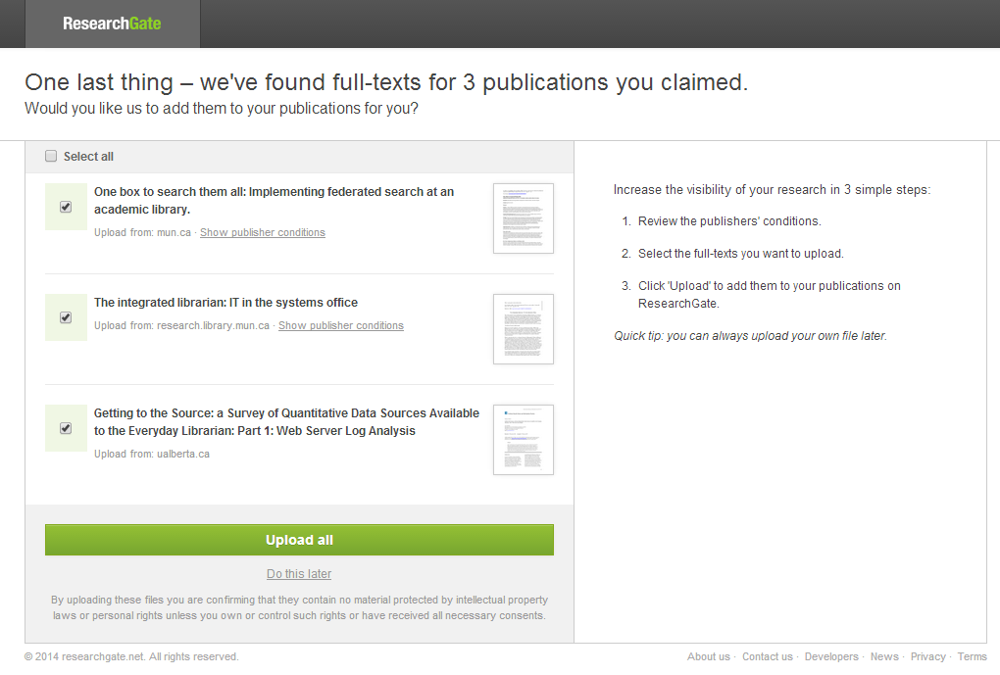 ResearchGate
One last thing – we've found full-texts for 3 publications you claimed.
Would you like us to add them to your publications for you?
Select all
One box to search them all: Implementing federated search at an
academic library.
Upload from: mun.ca · Show publisher conditions
The integrated librarian: IT in the systems office
Upload from: research.library.mun.ca · Show publisher conditions
Getting to the Source: a Survey of Quantitative Data Sources Available
to the Everyday Librarian: Part 1: Web Server Log Analysis
Upload from: ualberta.ca
Upload all
Do this later
By uploading these files you are confirming that they contain no material protected by intellectual property
laws or personal rights unless you own or control such rights or have received all necessary consents.
Increase the visibility of your research in 3 simple steps:
1. Review the publishers' conditions.
2. Select the full-texts you want to upload.
3. Click 'Upload' to add them to your publications on
ResearchGate.
Quick tip: you can always upload your own file later.
© 2014 researchgate.net. All rights reserved.
About us · Contact us · Developers · News · Privacy · Terms